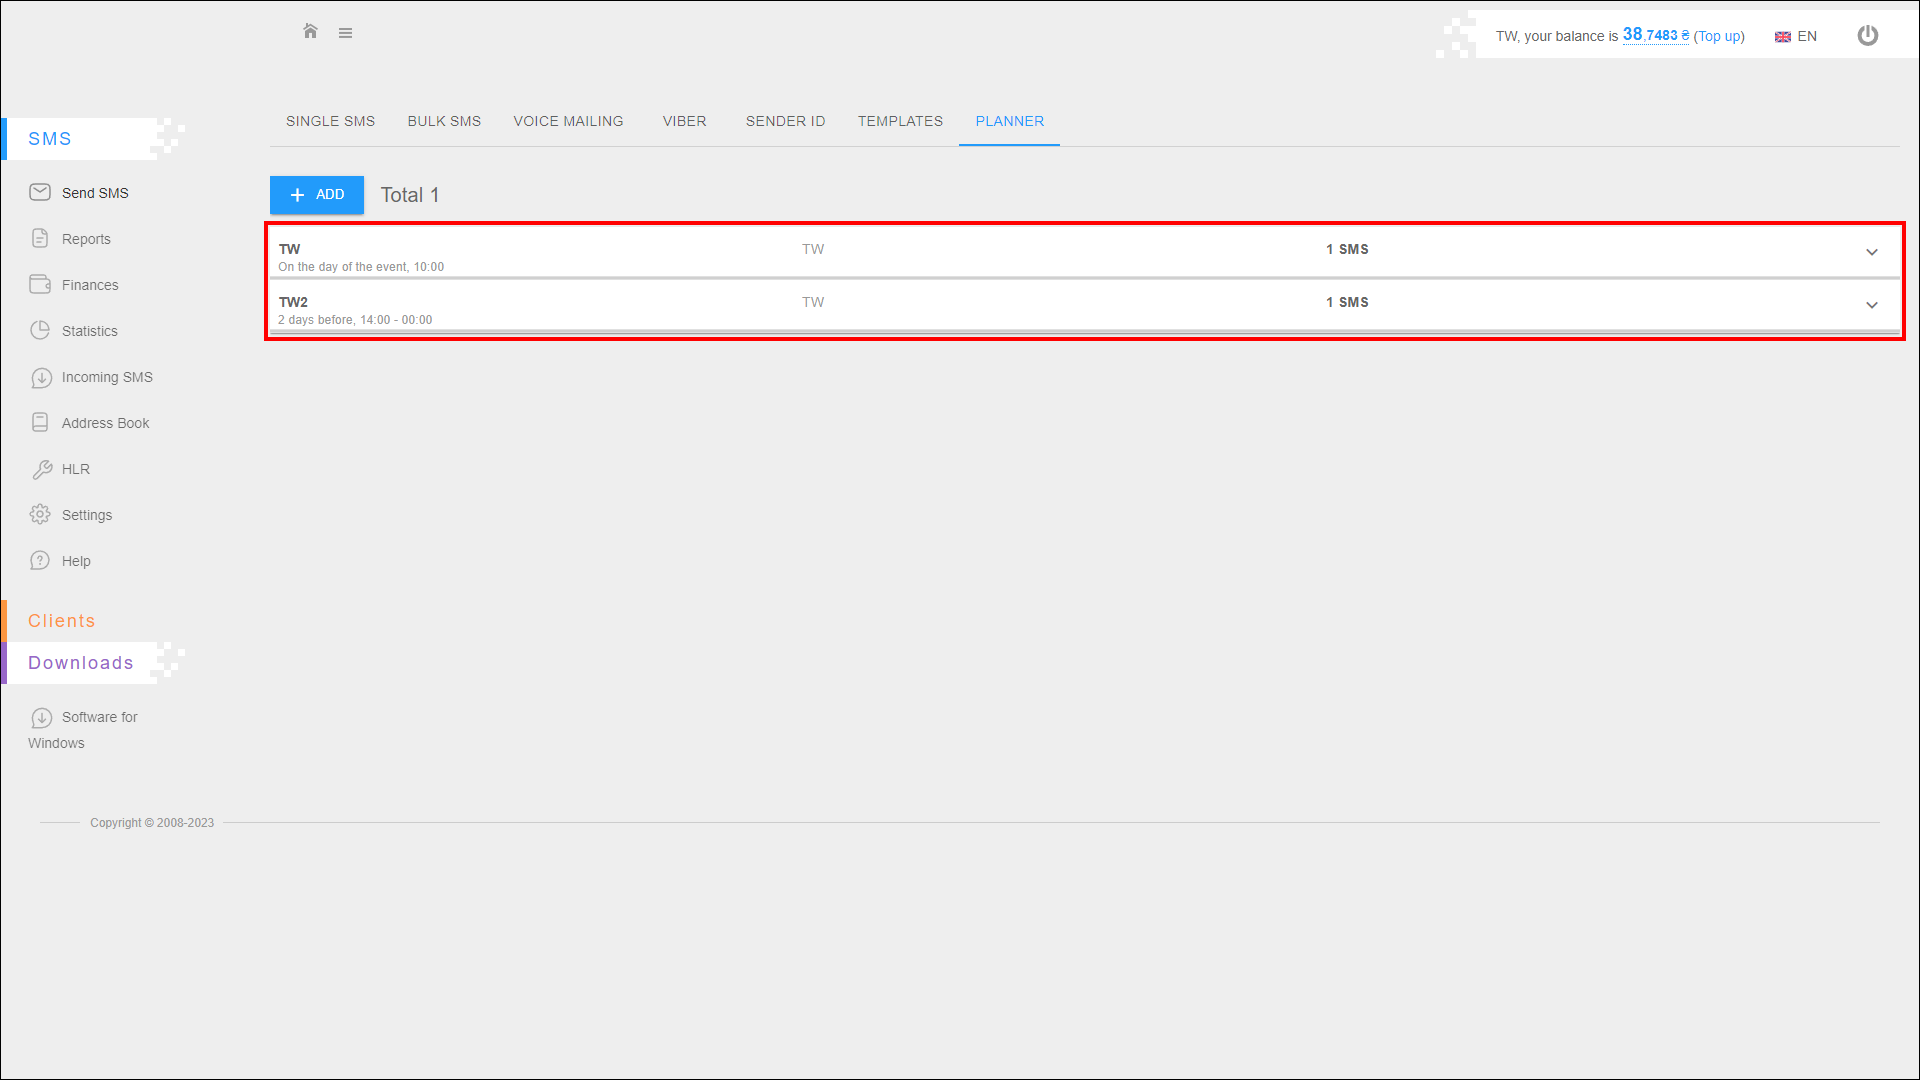 TW, your balance is 38,7483 ₴ (Top up)
EN
SMS
Send SMS
Reports
Finances
Statistics
Incoming SMS
Address Book
HLR
Settings
Help
Clients
Downloads
Software for
Windows
SINGLE SMS BULK SMS VOICE MAILING VIBER SENDER ID TEMPLATES PLANNER
+ ADD Total 1
TW TW 1 SMS
On the day of the event, 10:00
TW2 TW 1 SMS
2 days before, 14:00 - 00:00
Copyright © 2008-2023